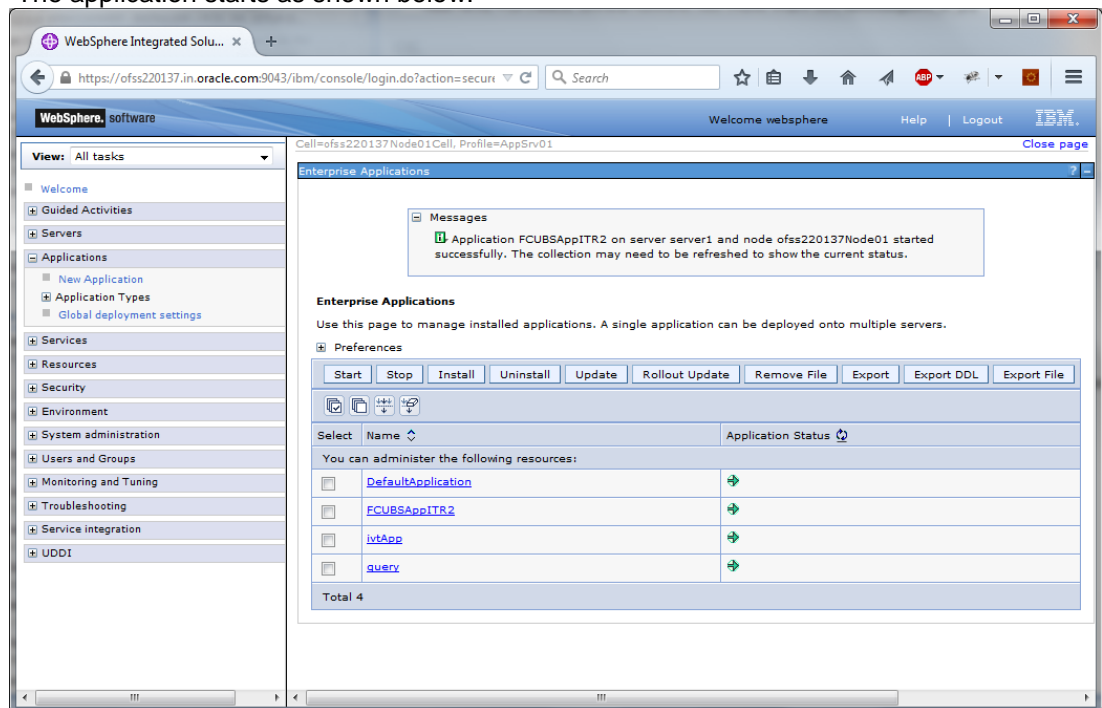 The application starts as shown below.
WebSphere Integrated Solu... × +
https://ofss220137.in.oracle.com:9043/ibm/console/login.do?action=secure
Search
ABP
WebSphere. software
Welcome websphere
Help | Logout
IBM.
View: All tasks
Welcome
Guided Activities
Servers
Applications
New Application
Application Types
Global deployment settings
Services
Resources
Security
Environment
System administration
Users and Groups
Monitoring and Tuning
Troubleshooting
Service integration
UDDI
Cell=ofss220137Node01Cell, Profile=AppSrv01
Close page
Enterprise Applications
? -
Messages
Application FCUBSAppITR2 on server server1 and node ofss220137Node01 started
successfully. The collection may need to be refreshed to show the current status.
Enterprise Applications
Use this page to manage installed applications. A single application can be deployed onto multiple servers.
Preferences
Start Stop Install Uninstall Update Rollout Update Remove File Export Export DDL Export File
Select Name Application Status
You can administer the following resources:
DefaultApplication
FCUBSAppITR2
ivtApp
query
Total 4